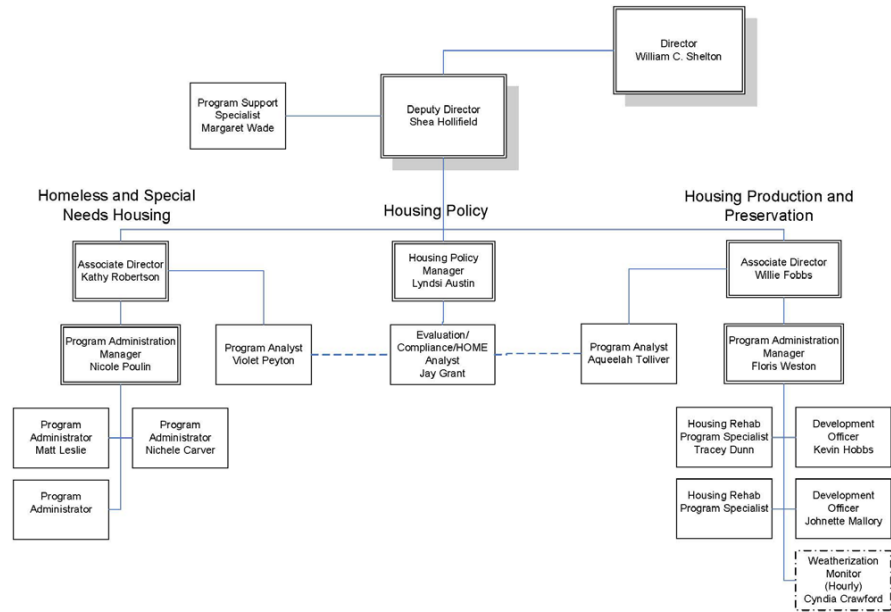 Director
William C. Shelton
Program Support
Specialist
Margaret Wade
Deputy Director
Shea Hollifield
Homeless and Special
Needs Housing
Housing Policy
Housing Production and
Preservation
Associate Director
Kathy Robertson
Housing Policy
Manager
Lyndsi Austin
Associate Director
Willie Fobbs
Program Administration
Manager
Nicole Poulin
Program Analyst
Violet Peyton
Evaluation/
Compliance/HOME
Analyst
Jay Grant
Program Analyst
Aqueelah Tolliver
Program Administration
Manager
Floris Weston
Program
Administrator
Matt Leslie
Program
Administrator
Nichele Carver
Housing Rehab
Program Specialist
Tracey Dunn
Development
Officer
Kevin Hobbs
Program
Administrator
Housing Rehab
Program Specialist
Development
Officer
Johnette Mallory
Weatherization
Monitor
(Hourly)
Cyndia Crawford